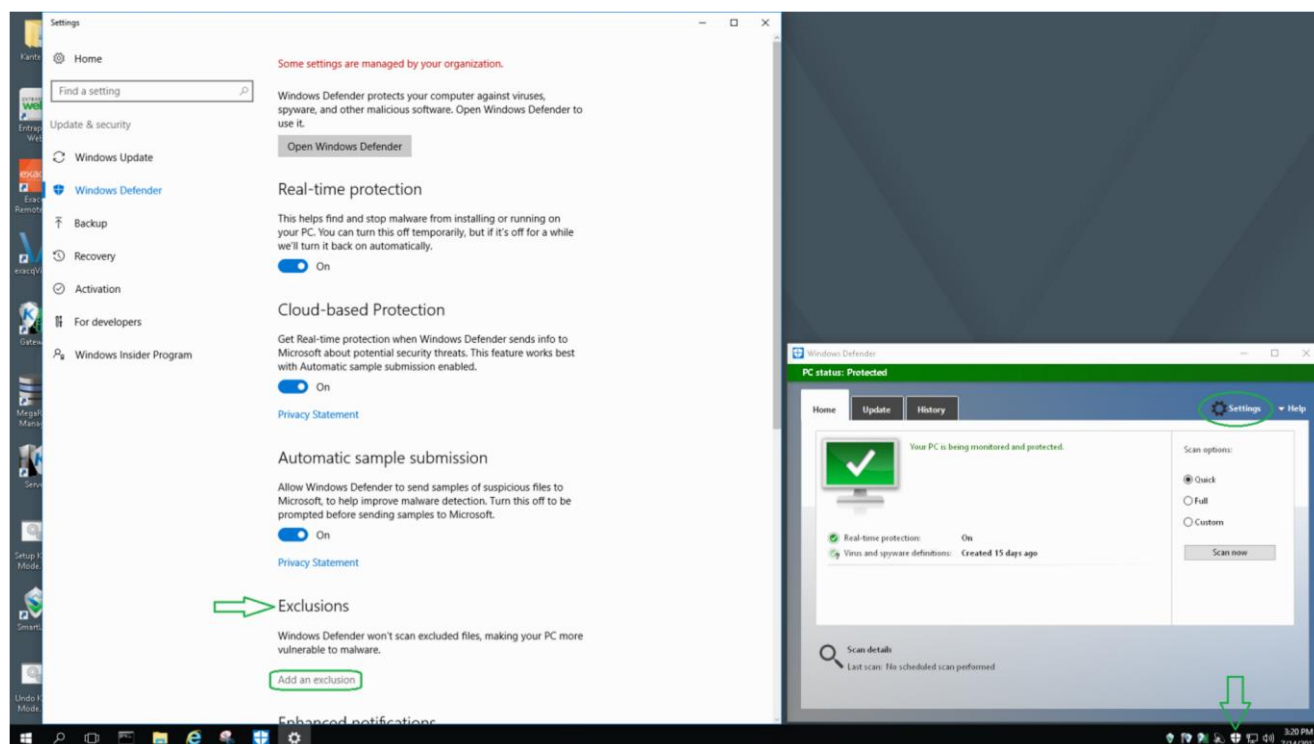 Settings
Home
Some settings are managed by your organization.
Find a setting
Windows Defender protects your computer against viruses,
spyware, and other malicious software. Open Windows Defender to
use it.
Update & security
Open Windows Defender
Windows Update
Windows Defender
Backup
Recovery
Activation
For developers
Windows Insider Program
Real-time protection
This helps find and stop malware from installing or running on
your PC. You can turn this off temporarily, but if it's off for a while
we'll turn it back on automatically.
On
Cloud-based Protection
Get Real-time protection when Windows Defender sends info to
Microsoft about potential security threats. This feature works best
with Automatic sample submission enabled.
On
Privacy Statement
Automatic sample submission
Allow Windows Defender to send samples of suspicious files to
Microsoft, to help improve malware detection. Turn this off to be
prompted before sending samples to Microsoft.
On
Privacy Statement
Exclusions
Windows Defender won't scan excluded files, making your PC more
vulnerable to malware.
Add an exclusion
Enhanced notifications
Windows Defender
PC status: Protected
Home
Update
History
Settings
Help
Your PC is being monitored and protected.
Scan options:
Quick
Full
Custom
Scan now
Real-time protection: On
Virus and spyware definitions: Created 15 days ago
Scan details
Last scan: No scheduled scan performed
3:20 PM